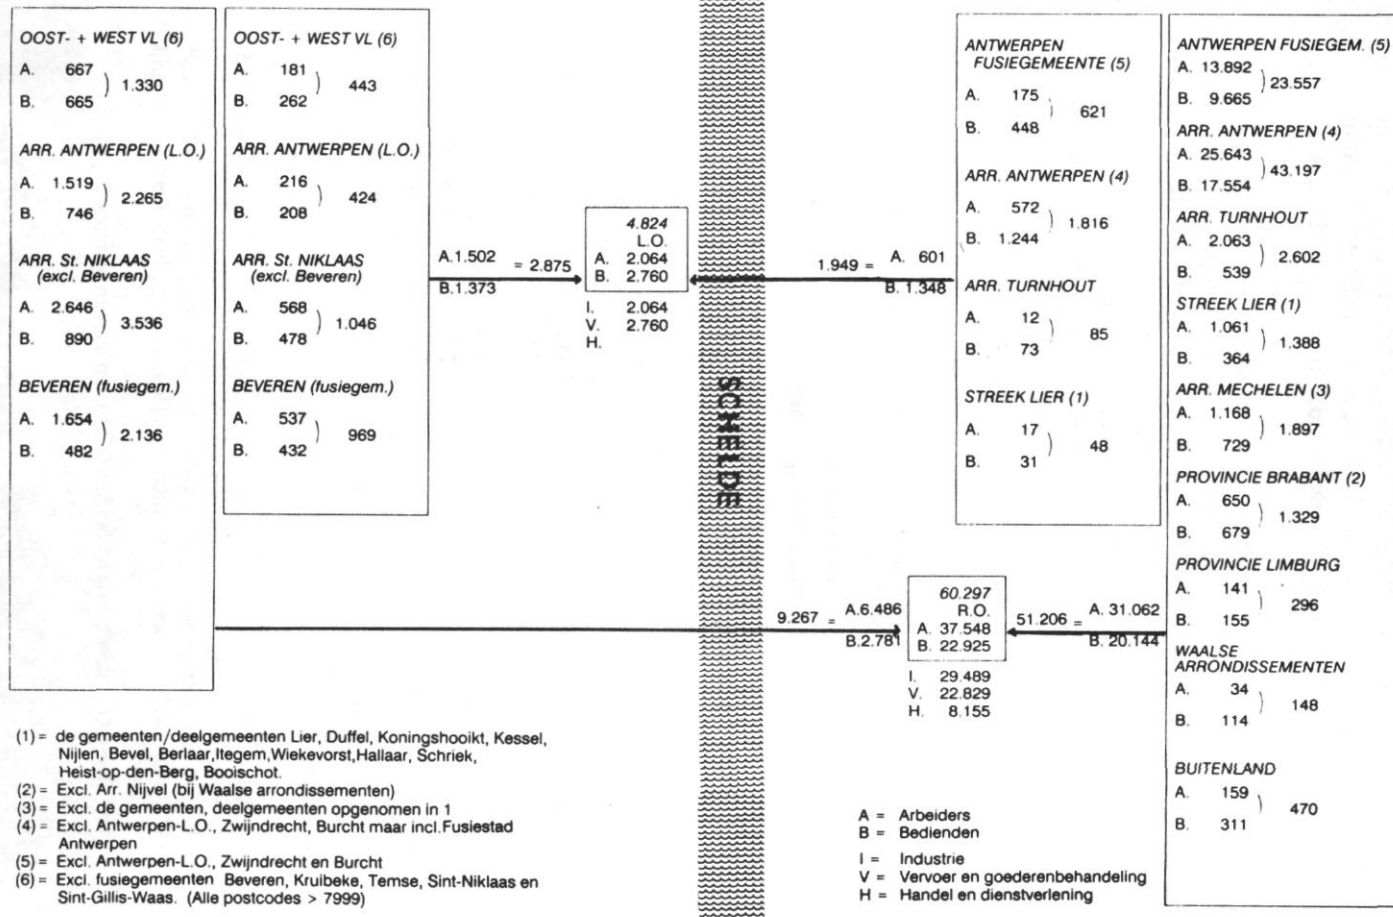 OOST- + WEST VL (6)
A. 667
) 1.330
B. 665
ARR. ANTWERPEN (L.O.)
A. 1.519
) 2.265
B. 746
ARR. St. NIKLAAS
(excl. Beveren)
A. 2.646
) 3.536
B. 890
BEVEREN (fusiegem.)
A. 1.654
) 2.136
B. 482
OOST- + WEST VL (6)
A. 181
) 443
B. 262
ARR. ANTWERPEN (L.O.)
A. 216
) 424
B. 208
ARR. St. NIKLAAS
(excl. Beveren)
A. 568
) 1.046
B. 478
BEVEREN (fusiegem.)
A. 537
) 969
B. 432
A.1.502
= 2.875
B.1.373
4.824
L.O.
A. 2.064
B. 2.760
I. 2.064
V. 2.760
H.
SCHELDE
1.949 = A. 601
B. 1.348
ANTWERPEN
FUSIEGEMEENTE (5)
A. 175
) 621
B. 448
ARR. ANTWERPEN (4)
A. 572
) 1.816
B. 1.244
ARR. TURNHOUT
A. 12
) 85
B. 73
STREEK LIER (1)
A. 17
) 48
B. 31
ANTWERPEN FUSIEGEM. (5)
A. 13.892
) 23.557
B. 9.665
ARR. ANTWERPEN (4)
A. 25.643
) 43.197
B. 17.554
ARR. TURNHOUT
A. 2.063
) 2.602
B. 539
STREEK LIER (1)
A. 1.061
) 1.388
B. 364
ARR. MECHELEN (3)
A. 1.168
) 1.897
B. 729
PROVINCIE BRABANT (2)
A. 650
) 1.329
B. 679
PROVINCIE LIMBURG
A. 141
) 296
B. 155
WAALSE
ARRONDISSEMENTEN
A. 34
) 148
B. 114
BUITENLAND
A. 159
) 470
B. 311
9.267 = A.6.486
B.2.781
60.297
R.O.
A. 37.548
B. 22.925
I. 29.489
V. 22.829
H. 8.155
51.206 = A. 31.062
B. 20.144
(1) = de gemeenten/deelgemeenten Lier, Duffel, Koningshooikt, Kessel,
Nijlen, Bevel, Berlaar,Itegem,Wiekevorst,Hallaar, Schriek,
Heist-op-den-Berg, Booischot.
(2) = Excl. Arr. Nijvel (bij Waalse arrondissementen)
(3) = Excl. de gemeenten, deelgemeenten opgenomen in 1
(4) = Excl. Antwerpen-L.O., Zwijndrecht, Burcht maar incl.Fusiestad
Antwerpen
(5) = Excl. Antwerpen-L.O., Zwijndrecht en Burcht
(6) = Excl. fusiegemeenten Beveren, Kruibeke, Temse, Sint-Niklaas en
Sint-Gillis-Waas. (Alle postcodes > 7999)
A = Arbeiders
B = Bedienden
I = Industrie
V = Vervoer en goederenbehandeling
H = Handel en dienstverlening